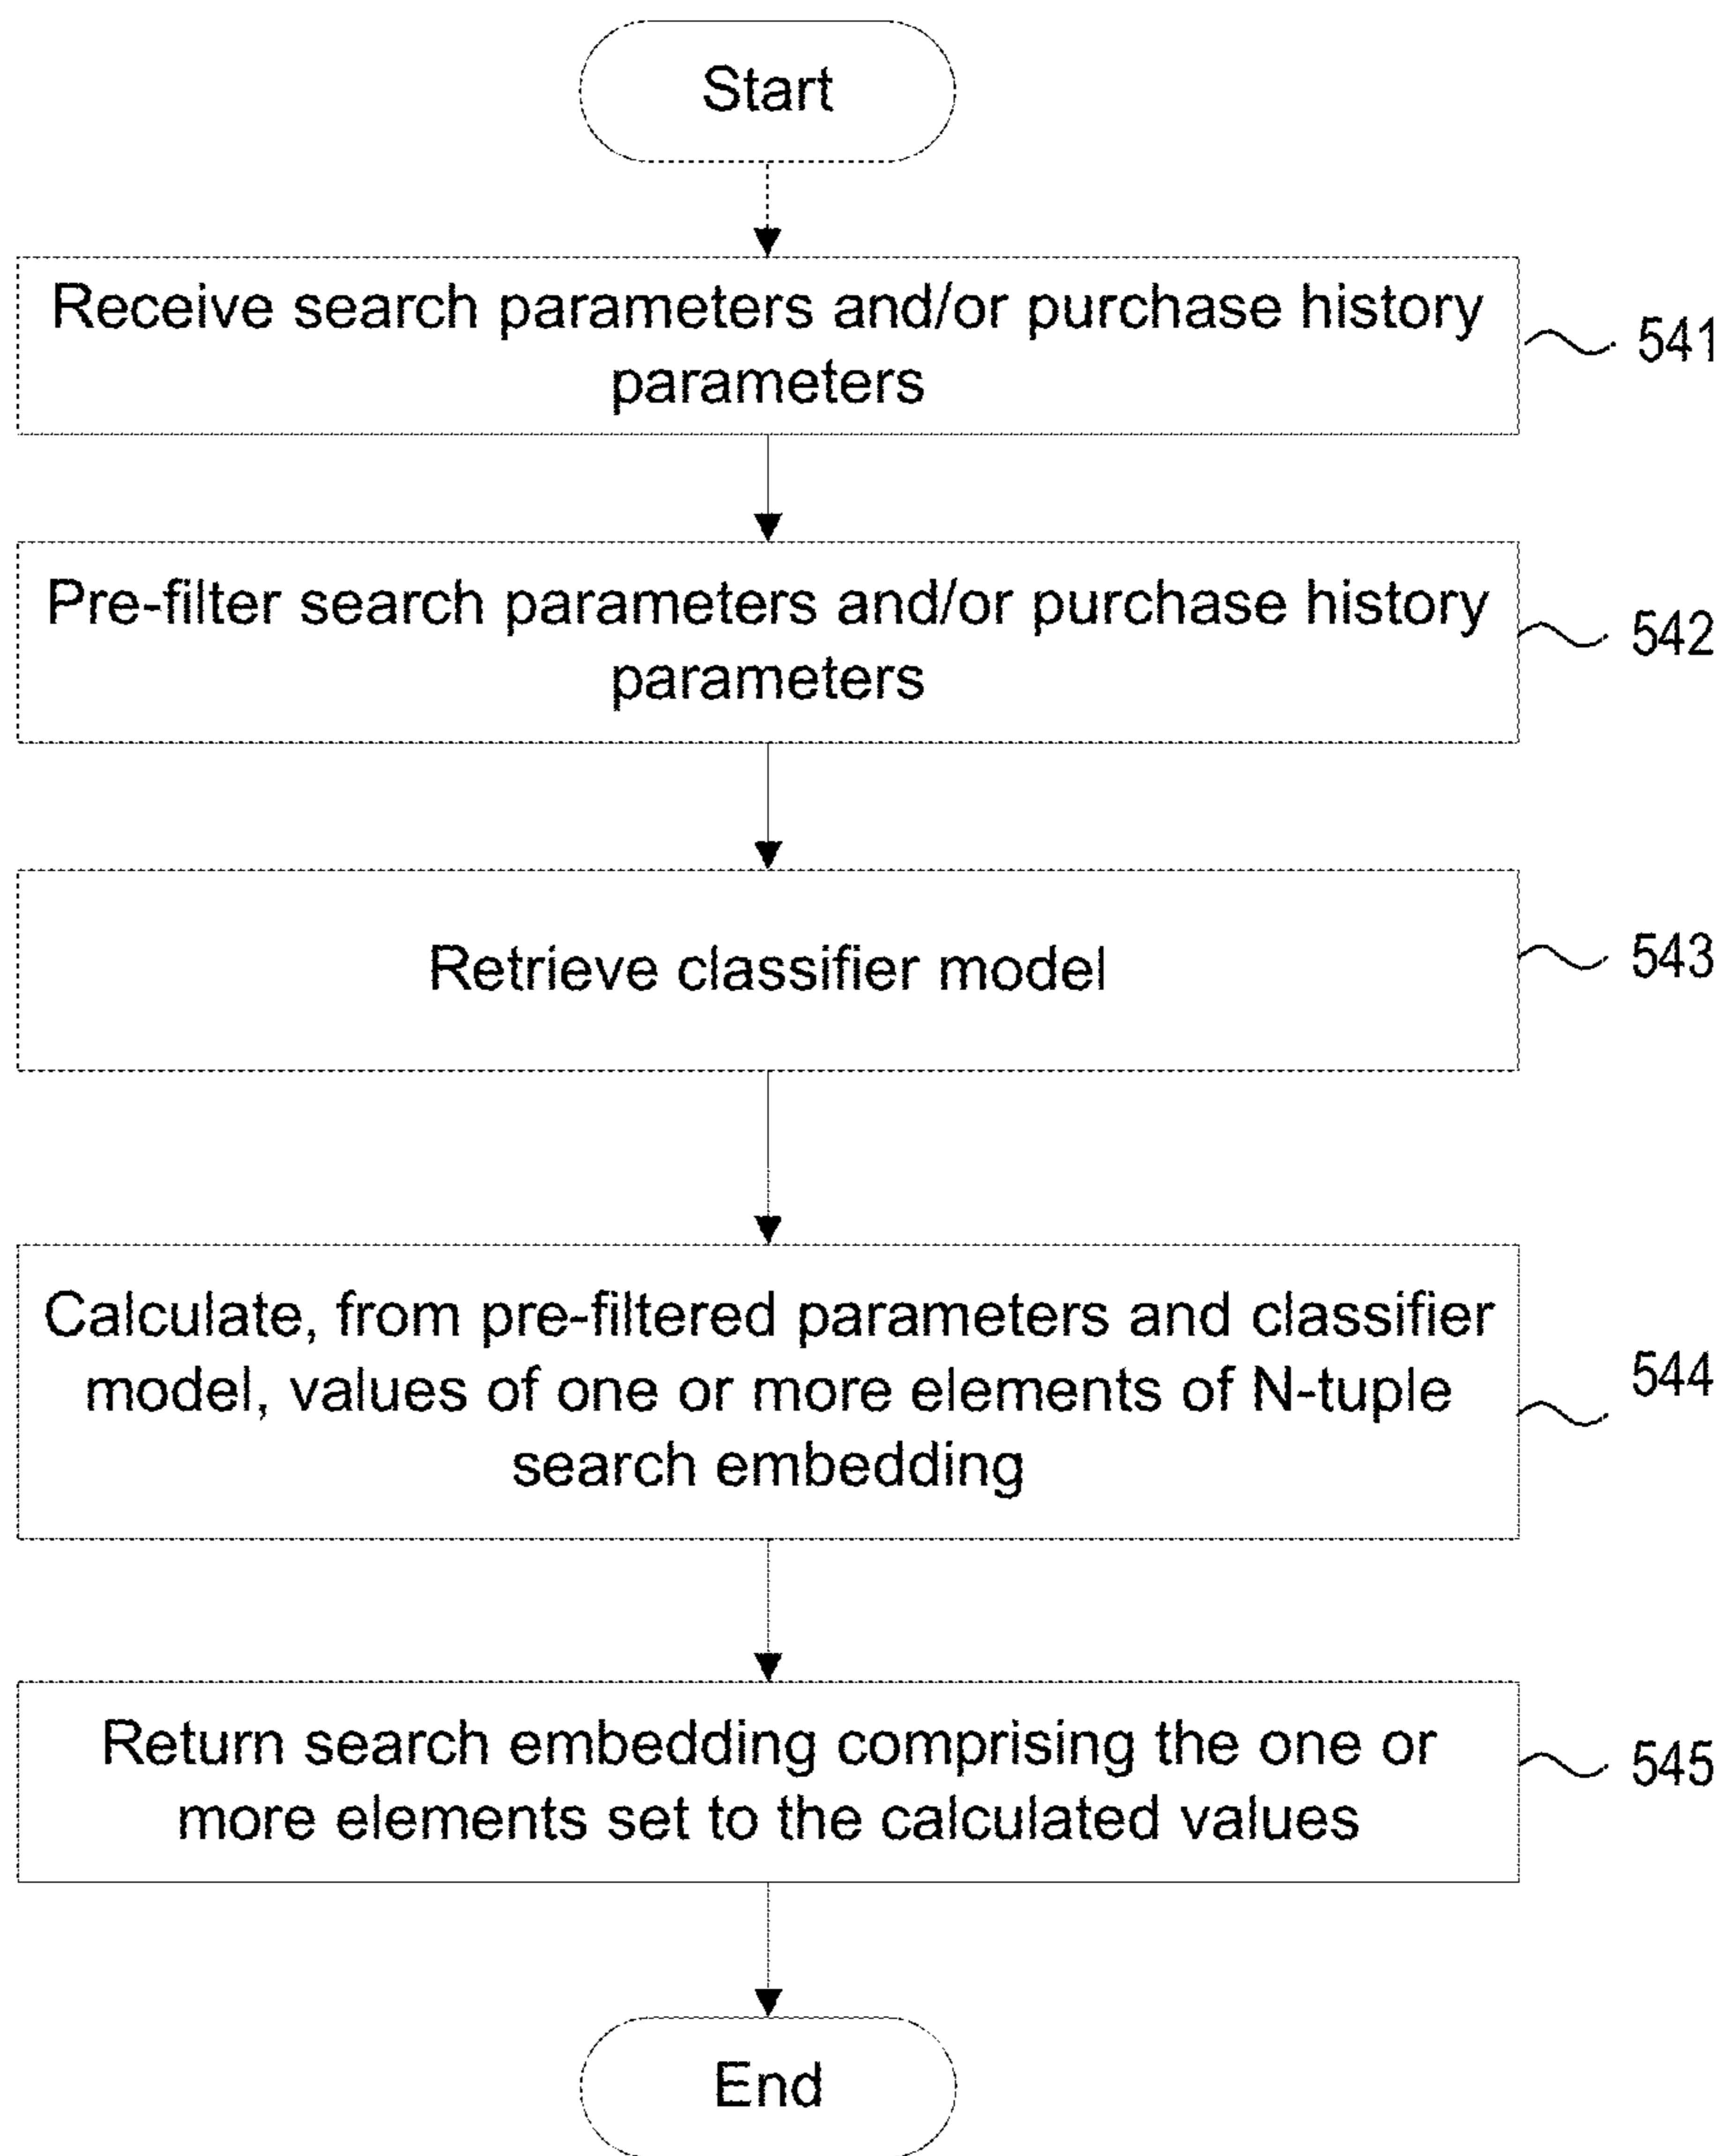 Start
Receive search parameters and/or purchase history
parameters
541
Pre-filter search parameters and/or purchase history
parameters
542
Retrieve classifier model
543
Calculate, from pre-filtered parameters and classifier
model, values of one or more elements of N-tuple
search embedding
544
Return search embedding comprising the one or
more elements set to the calculated values
545
End